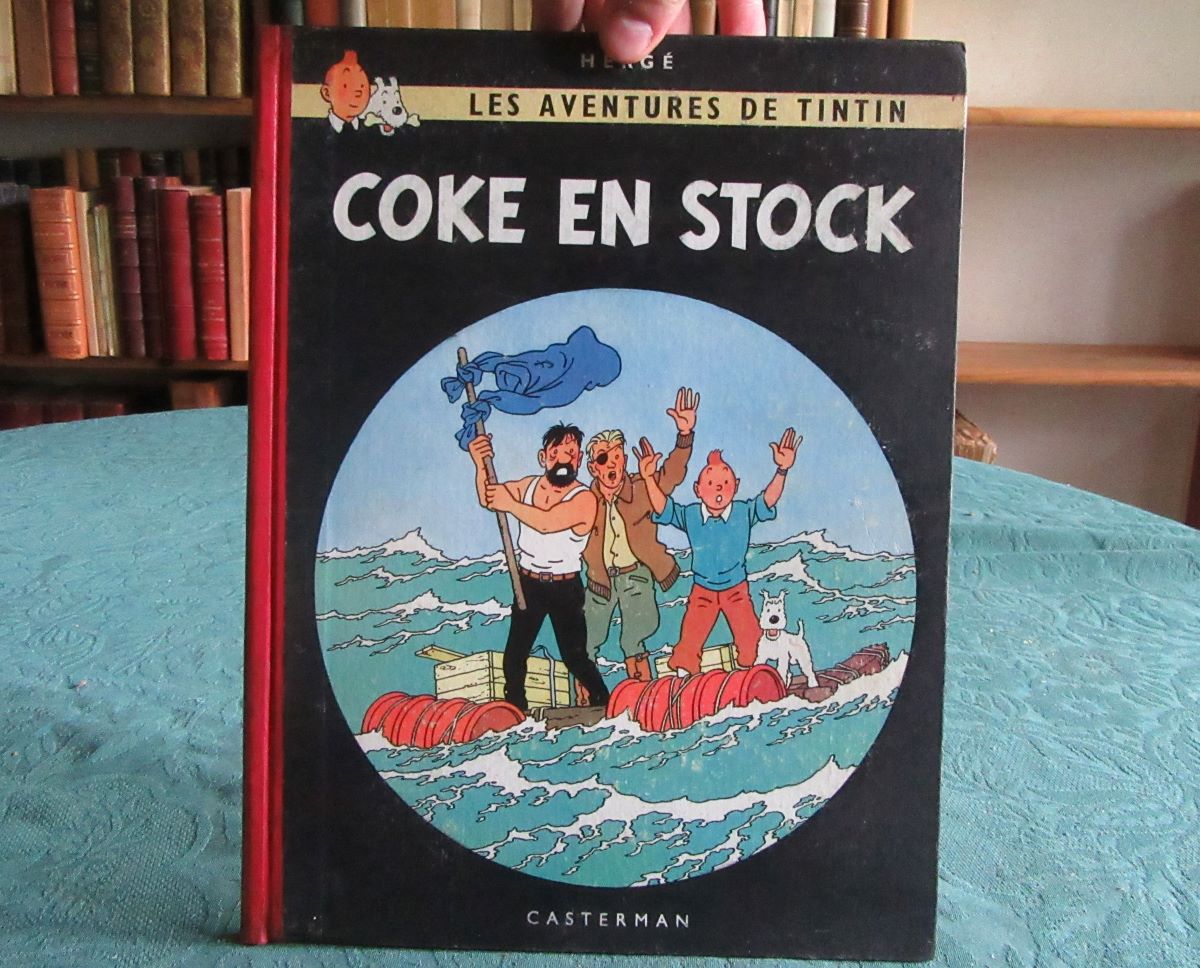 HERGÉ
LES AVENTURES DE TINTIN
COKE EN STOCK
CASTERMAN